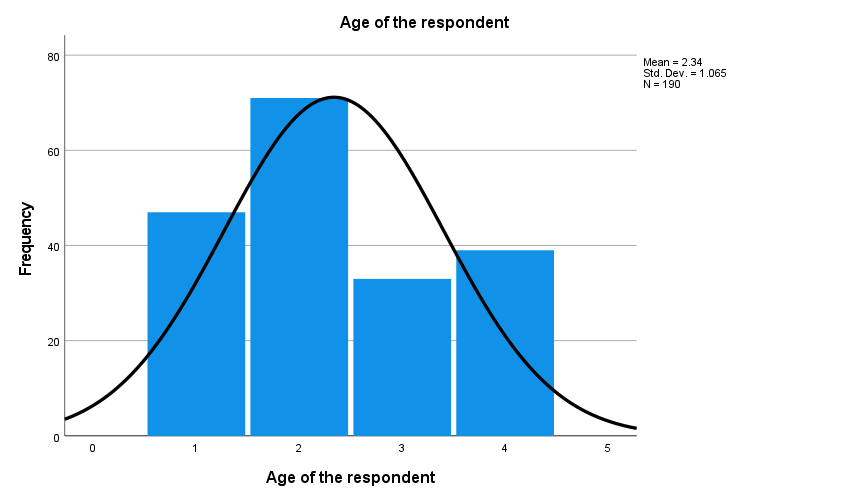 Age of the respondent
Mean = 2.34
Std. Dev. = 1.065
N = 190
Frequency
80
60
40
20
0
0 1 2 3 4 5
Age of the respondent